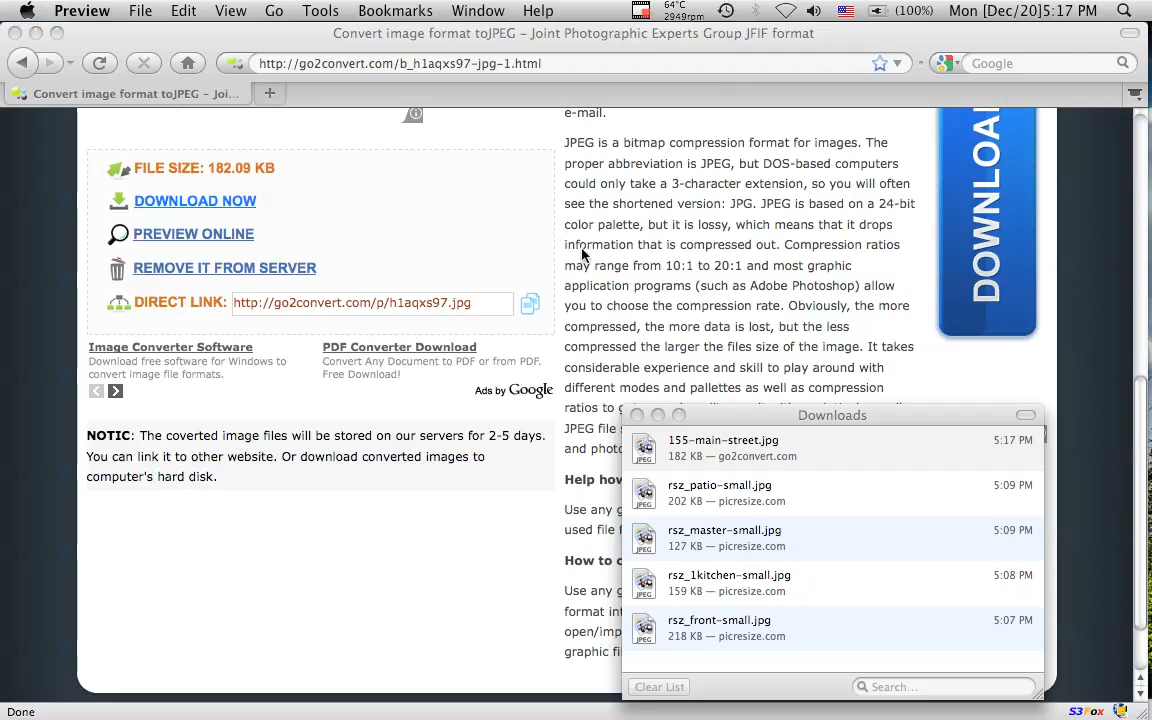 Preview File Edit View Go Tools Bookmarks Window Help 64°C 2949rpm (100%) Mon [Dec/20]5:17 PM
Convert image format toJPEG – Joint Photographic Experts Group JFIF format
http://go2convert.com/b_h1aqxs97-jpg-1.html
Google
Convert image format toJPEG – Joi...
e-mail.
FILE SIZE: 182.09 KB
DOWNLOAD NOW
PREVIEW ONLINE
REMOVE IT FROM SERVER
DIRECT LINK: http://go2convert.com/p/h1aqxs97.jpg
Image Converter Software
Download free software for Windows to
convert image file formats.
PDF Converter Download
Convert Any Document to PDF or from PDF.
Free Download!
Ads by Google
NOTIC: The coverted image files will be stored on our servers for 2-5 days.
You can link it to other website. Or download converted images to
computer's hard disk.
JPEG is a bitmap compression format for images. The
proper abbreviation is JPEG, but DOS-based computers
could only take a 3-character extension, so you will often
see the shortened version: JPG. JPEG is based on a 24-bit
color palette, but it is lossy, which means that it drops
information that is compressed out. Compression ratios
may range from 10:1 to 20:1 and most graphic
application programs (such as Adobe Photoshop) allow
you to choose the compression rate. Obviously, the more
compressed, the more data is lost, but the less
compressed the larger the files size of the image. It takes
considerable experience and skill to play around with
different modes and pallettes as well as compression
ratios to
JPEG file
and
Help how
Use any
used file
How to
Use any
format
open/imp
graphic
DOWNLOA
Downloads
155-main-street.jpg 5:17 PM
182 KB — go2convert.com
rsz_patio-small.jpg 5:09 PM
202 KB — picresize.com
rsz_master-small.jpg 5:09 PM
127 KB — picresize.com
rsz_1kitchen-small.jpg 5:08 PM
159 KB — picresize.com
rsz_front-small.jpg 5:07 PM
218 KB — picresize.com
Clear List
Search...
Done
S3Fox